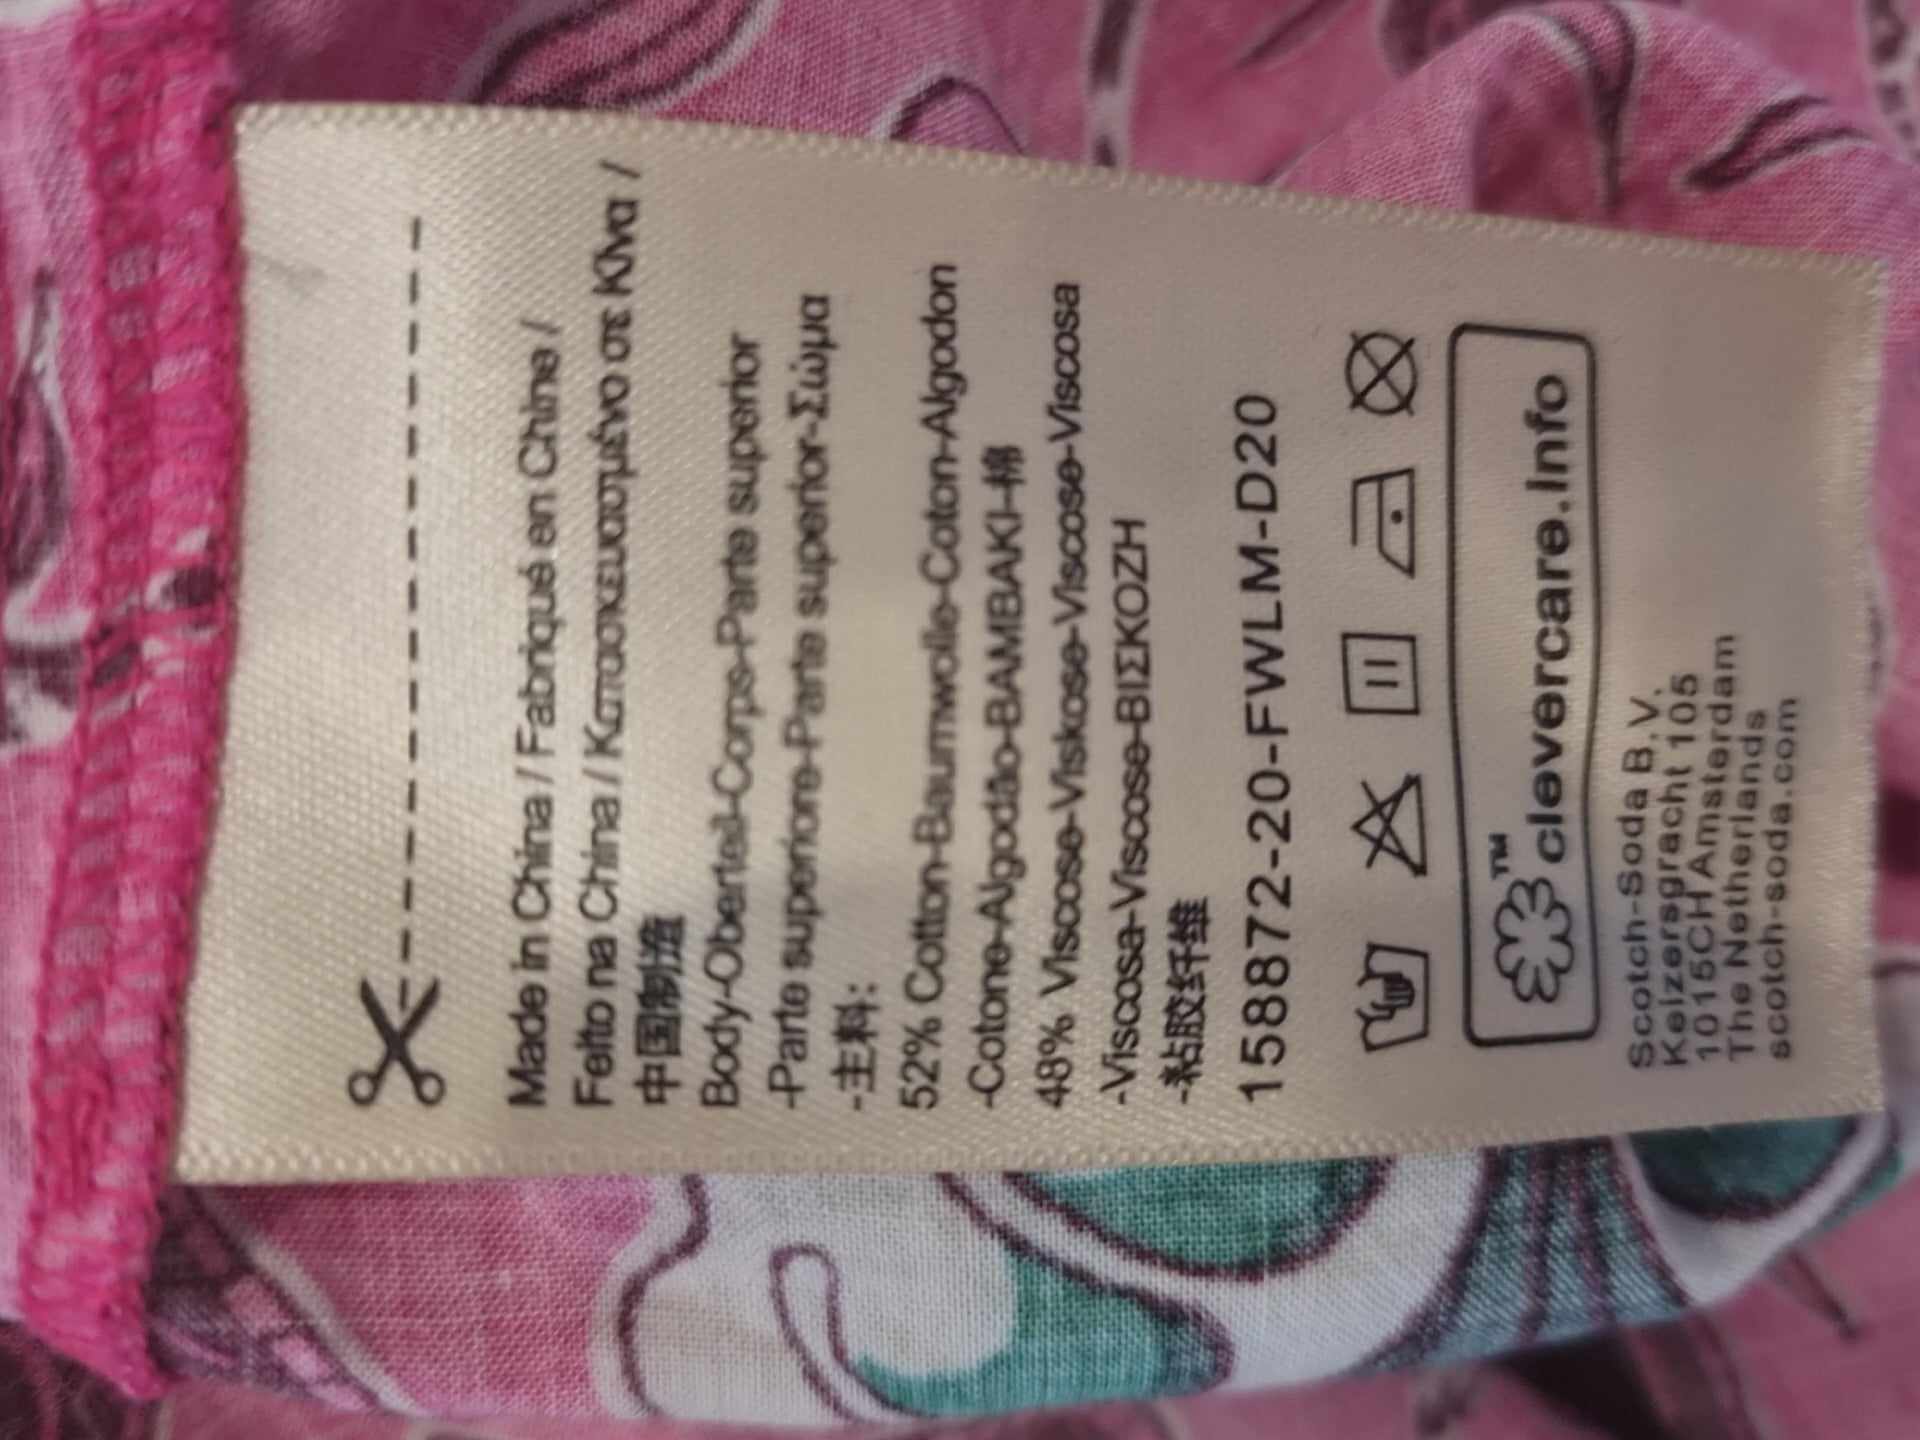 Made in China / Fabriqué en Chine /
Feito na China / Κατασκευασμένο σε Κίνα /
中国制造
Body-Oberteil-Corps-Parte superior
-Parte superiore-Parte superior-Σώμα
-主料:
52% Cotton-Baumwolle-Coton-Algodon
-Cotone-Algodão-BAMBAKI-棉
48% Viscose-Viskose-Viscose-Viscosa
-Viscosa-Viscose-ΒΙΣΚΟΖΗ
-粘胶纤维
158872-20-FWLM-D20
™
clevercare.info
Scotch-Soda B.V.
Keizersgracht 105
1015CH Amsterdam
The Netherlands
scotch-soda.com